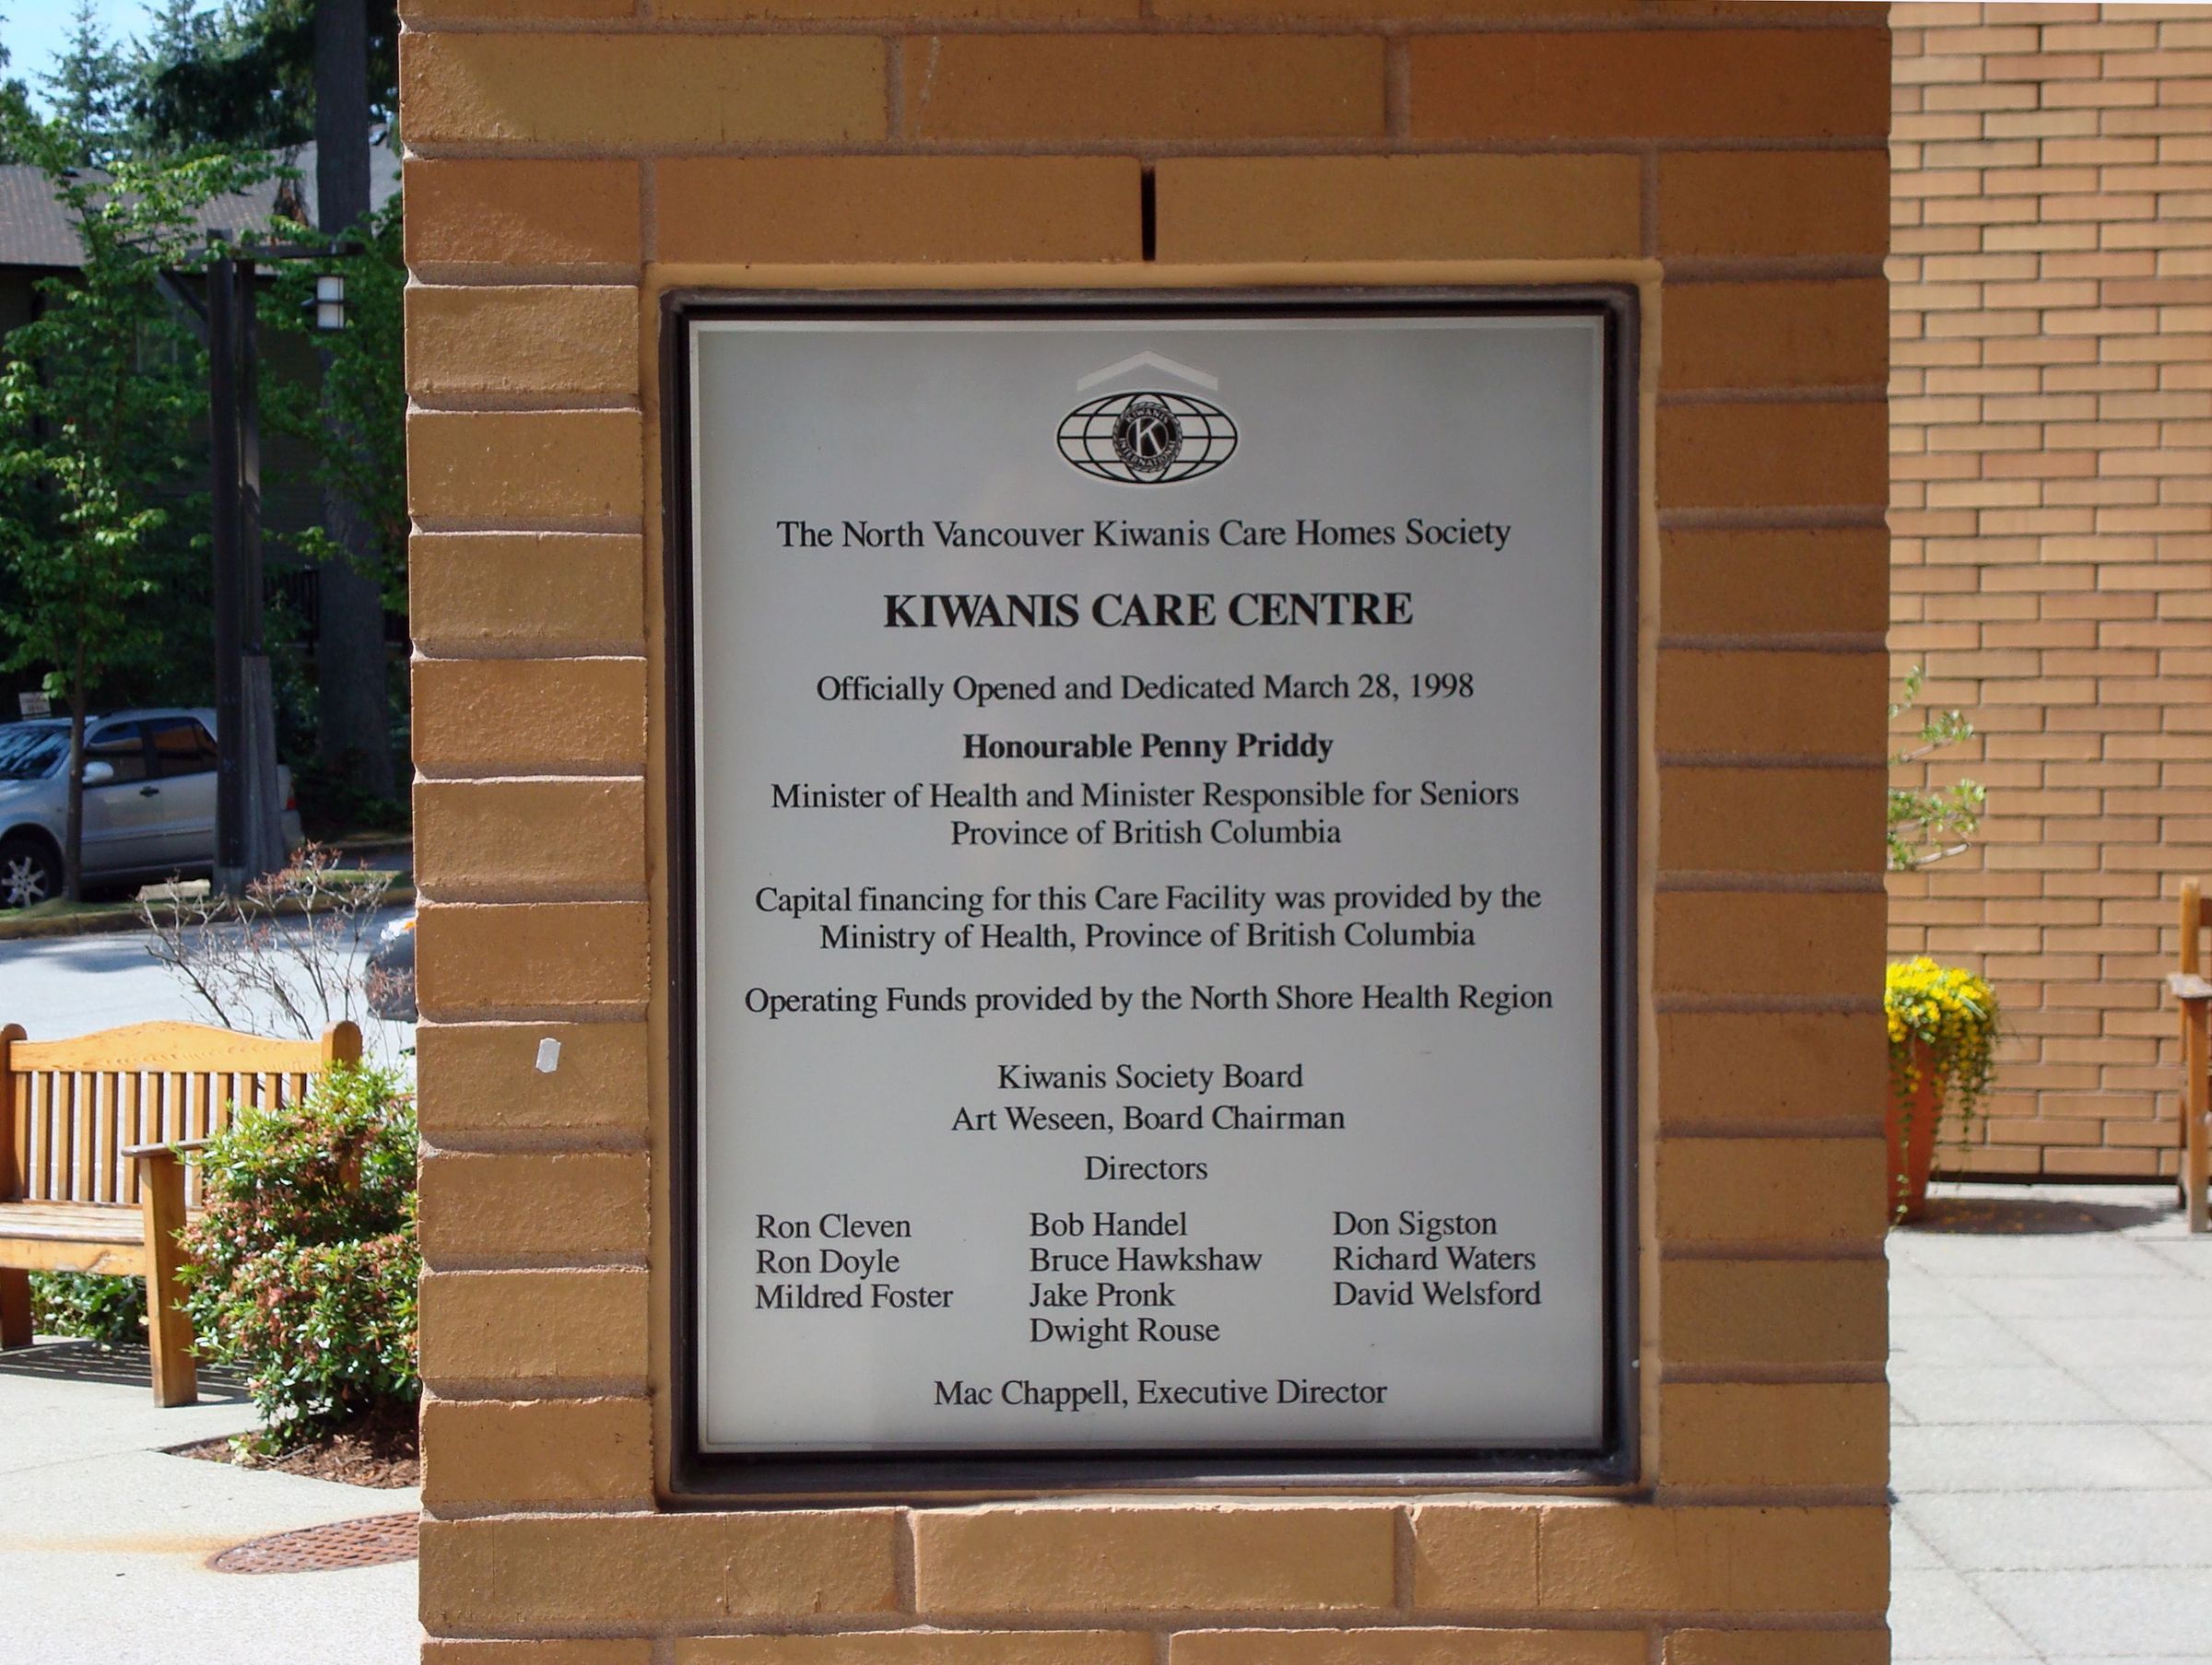 KIWANIS
K
INTERNATIONAL
The North Vancouver Kiwanis Care Homes Society
KIWANIS CARE CENTRE
Officially Opened and Dedicated March 28, 1998
Honourable Penny Priddy
Minister of Health and Minister Responsible for Seniors
Province of British Columbia
Capital financing for this Care Facility was provided by the
Ministry of Health, Province of British Columbia
Operating Funds provided by the North Shore Health Region
Kiwanis Society Board
Art Weseen, Board Chairman
Directors
Ron Cleven Bob Handel Don Sigston
Ron Doyle Bruce Hawkshaw Richard Waters
Mildred Foster Jake Pronk David Welsford
Dwight Rouse
Mac Chappell, Executive Director